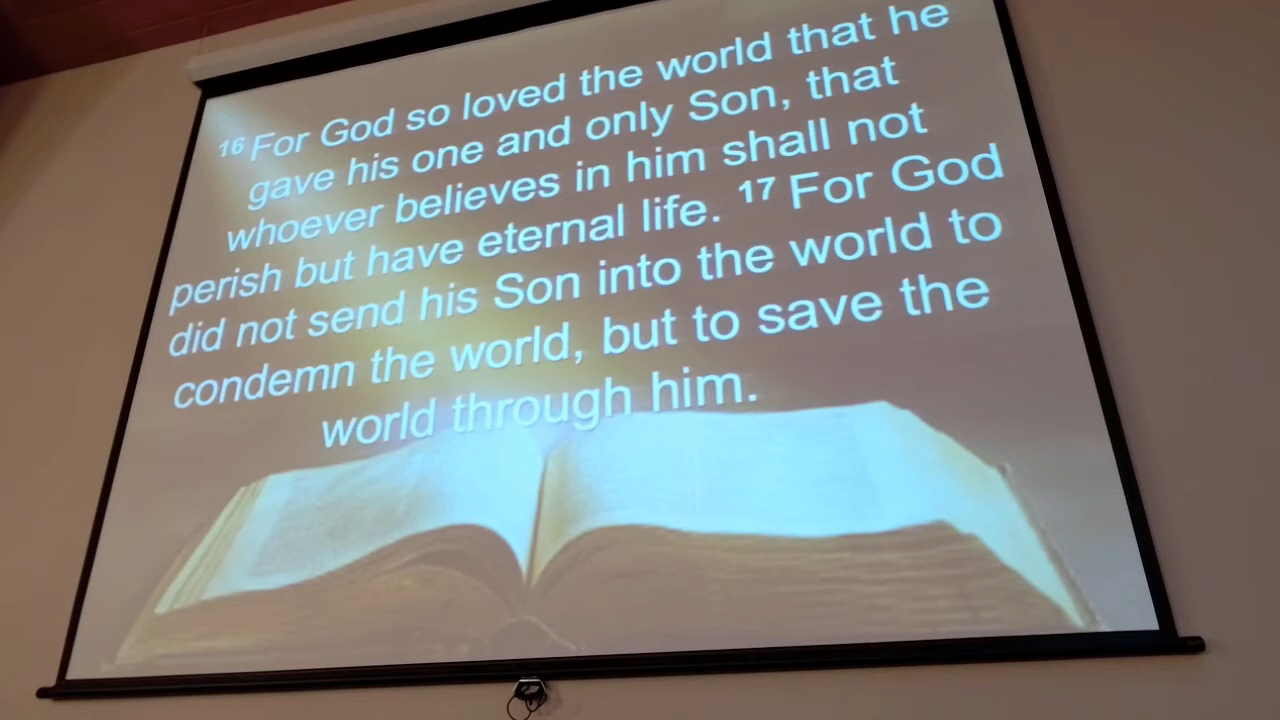 16 For God so loved the world that he
gave his one and only Son, that
whoever believes in him shall not
perish but have eternal life. 17 For God
did not send his Son into the world to
condemn the world, but to save the
world through him.